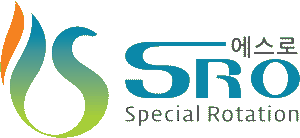 에스로
SRO
Special Rotation